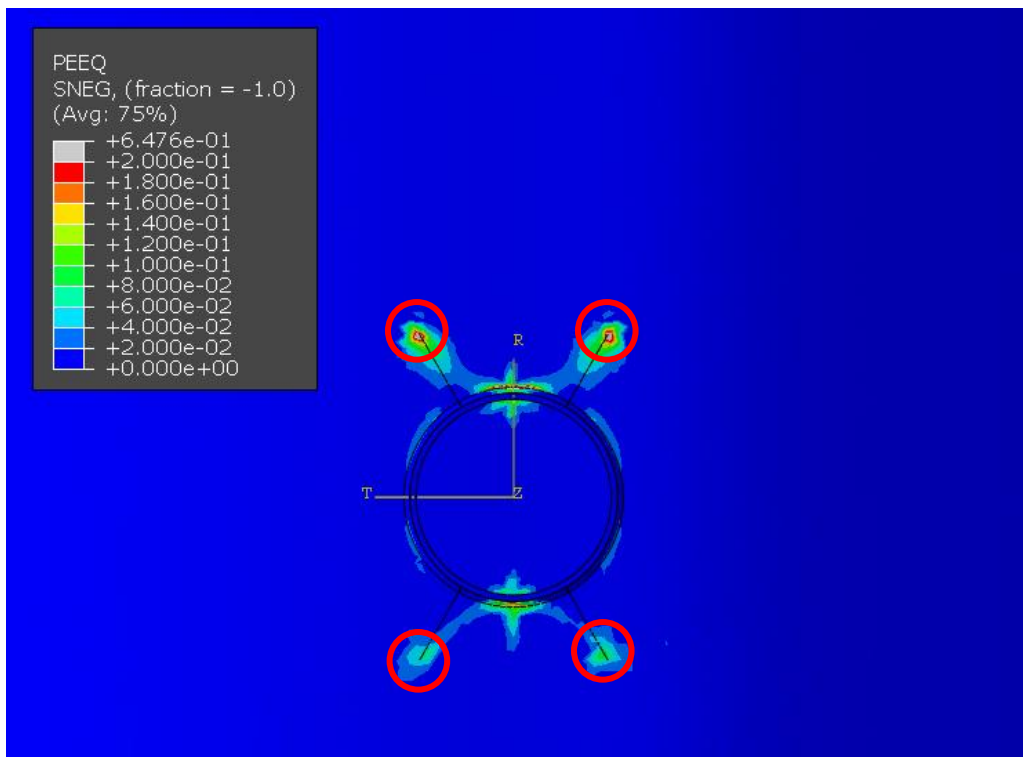 PEEQ
SNEG, (fraction = -1.0)
(Avg: 75%)
+6.476e-01
+2.000e-01
+1.800e-01
+1.600e-01
+1.400e-01
+1.200e-01
+1.000e-01
+8.000e-02
+6.000e-02
+4.000e-02
+2.000e-02
+0.000e+00
R
T
Z